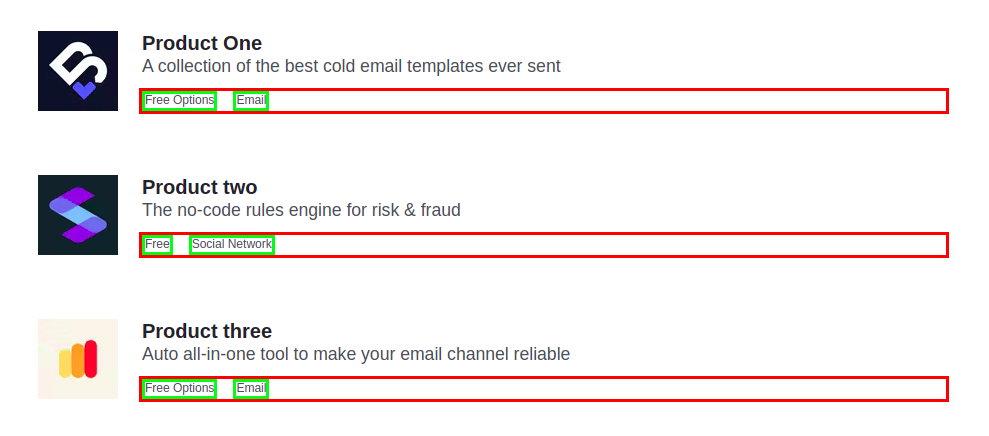 Product One
A collection of the best cold email templates ever sent
Free Options Email
Product two
The no-code rules engine for risk & fraud
Free Social Network
Product three
Auto all-in-one tool to make your email channel reliable
Free Options Email